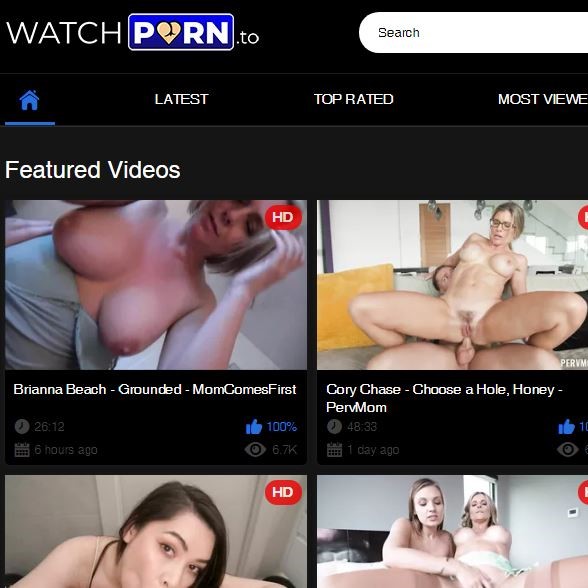 WATCH PORN.to
Search
LATEST
TOP RATED
MOST VIEWE
Featured Videos
HD
Brianna Beach - Grounded - MomComesFirst
26:12
100%
6 hours ago
6.7K
PERVM
Cory Chase - Choose a Hole, Honey -
PervMom
48:33
10
1 day ago
HD